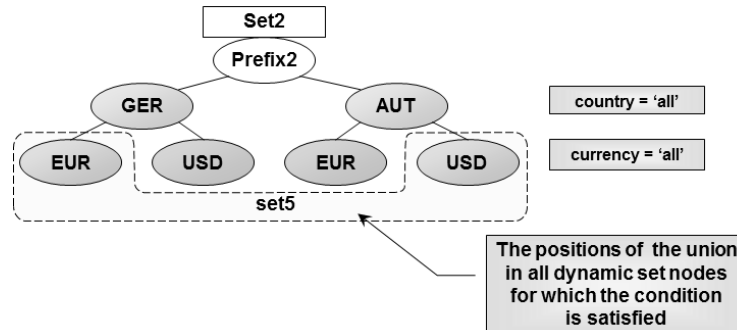 Set2
Prefix2
GER
AUT
country = ‘all’
EUR
USD
EUR
USD
currency = ‘all’
set5
The positions of the union
in all dynamic set nodes
for which the condition
is satisfied